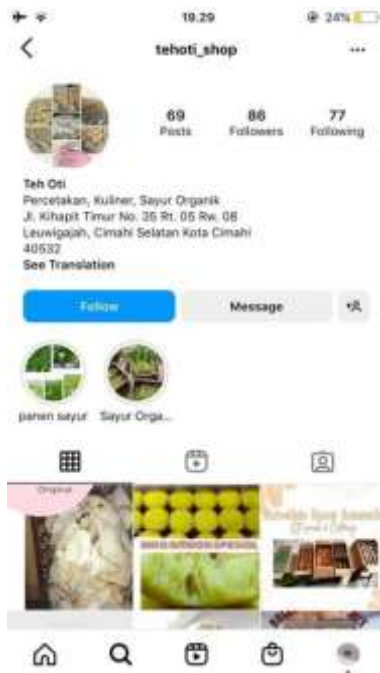 19.29
24%
tehoti_shop
69
86
77
Posts
Followers
Following
Teh Oti
Percetakan, Kuliner, Sayur Organik
Jl. Kihapit Timur No. 35 Rt. 05 Rw. 08
Leuwigajah, Cimahi Selatan Kota Cimahi
40532
See Translation
Follow
Message
panen sayur
Sayur Orga...
Original